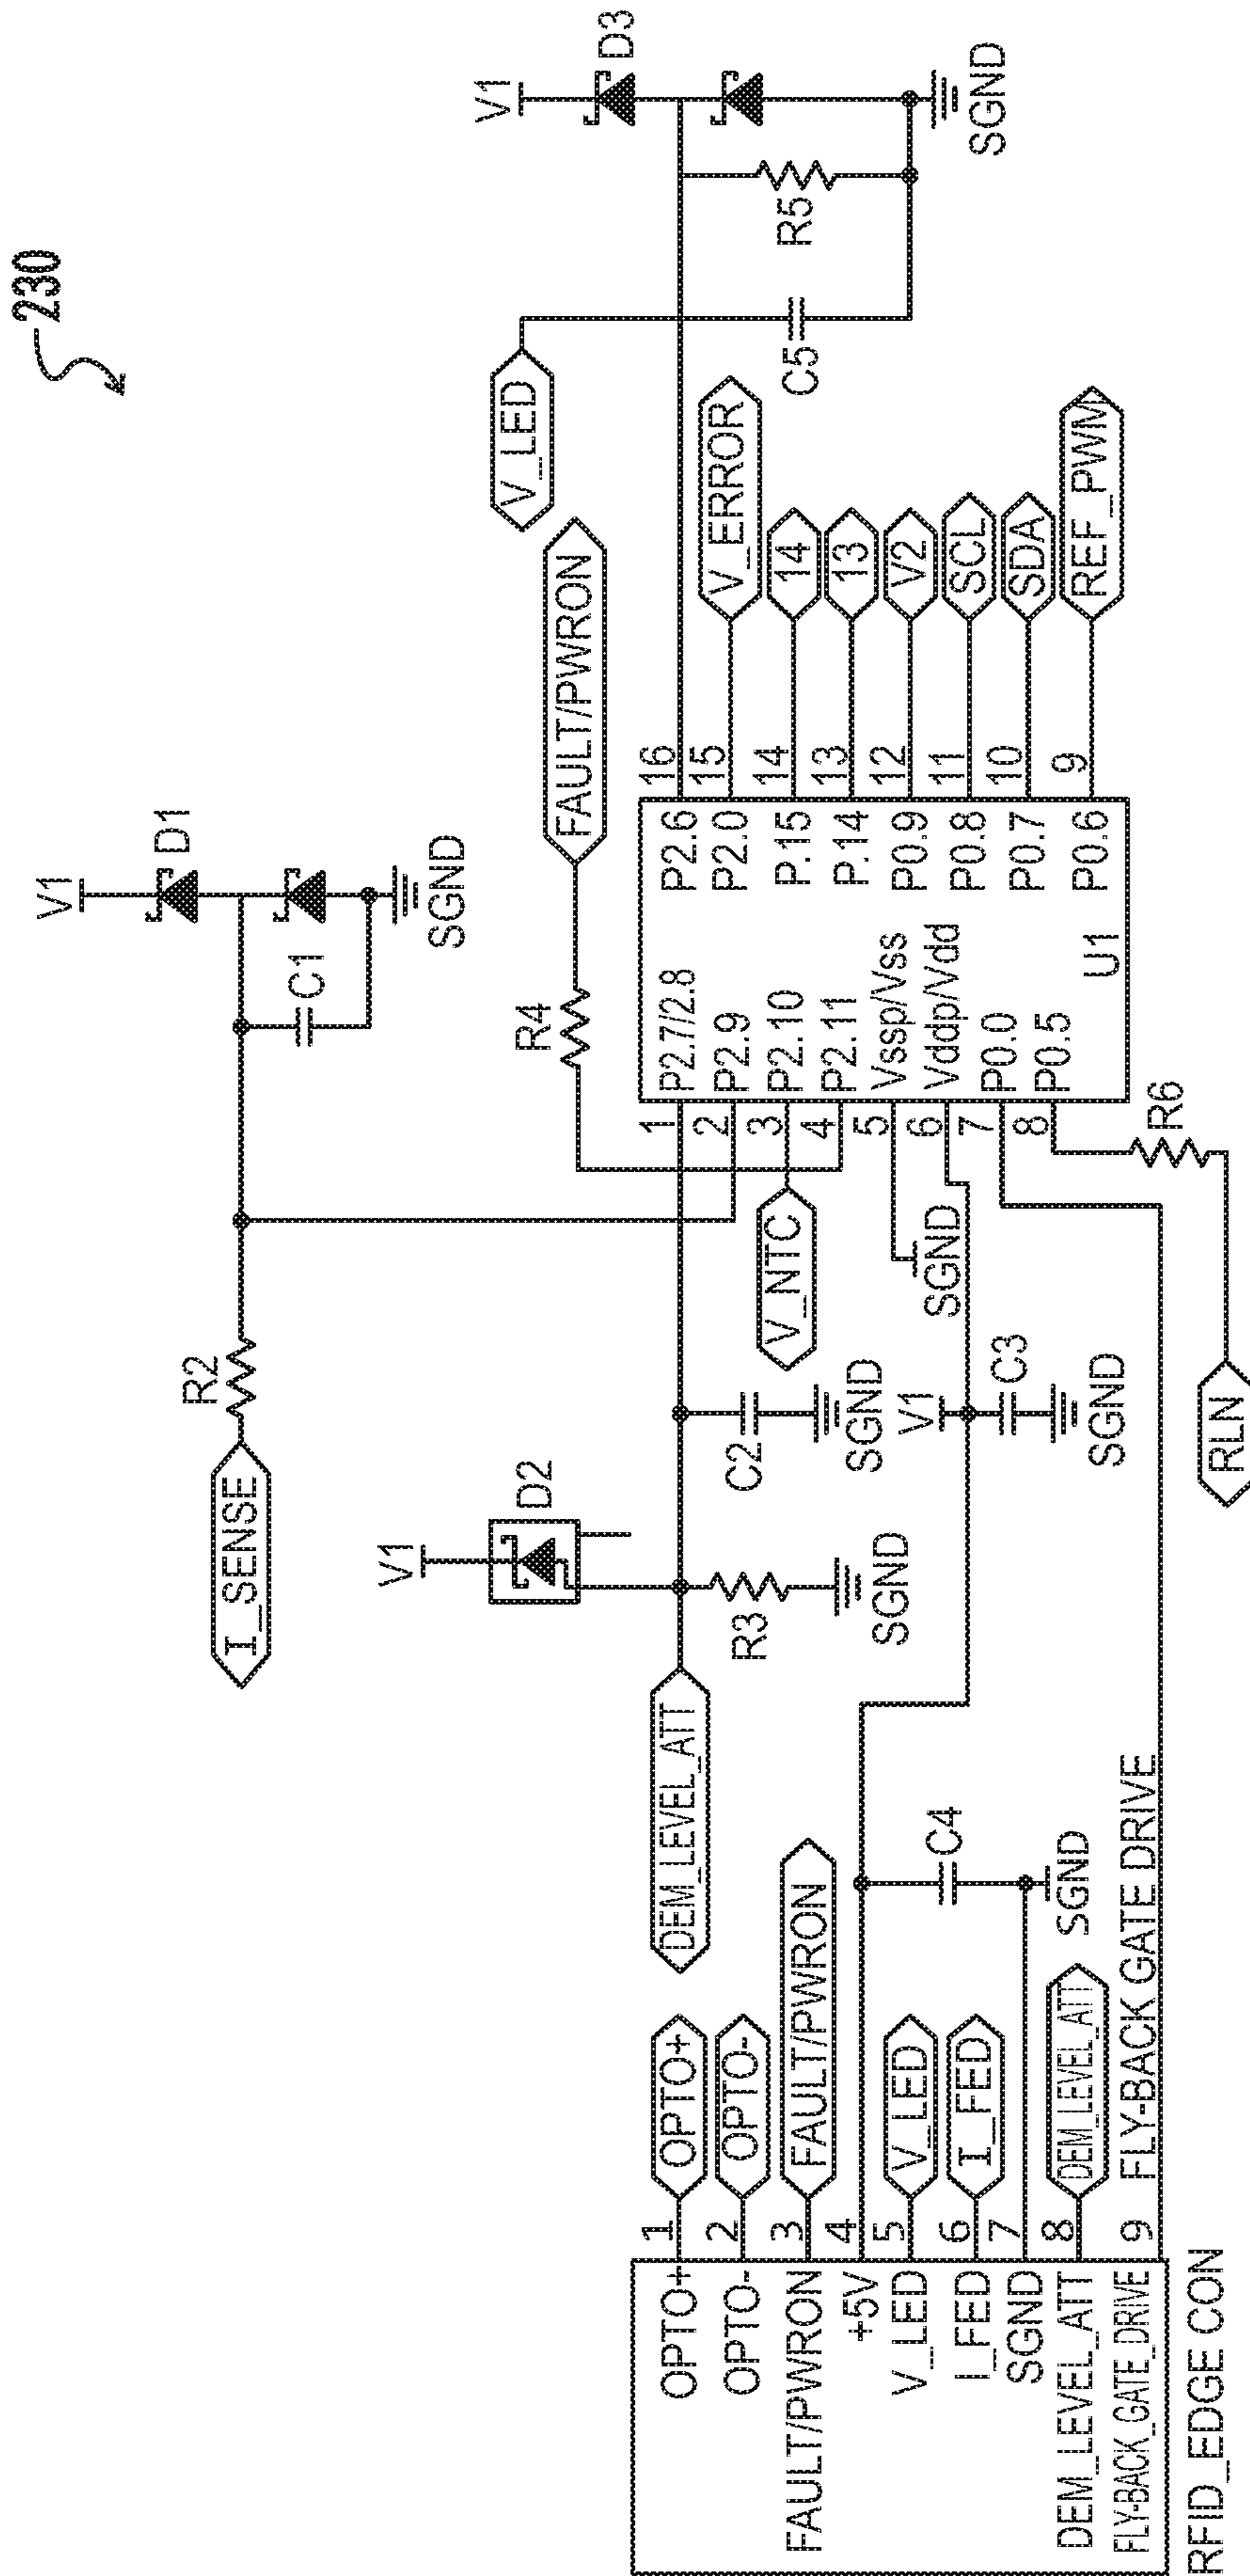 230
V1
D1
C1
SGND
R2
I_SENSE
V1
D3
R5
SGND
C5
V_LED
FAULT/PWRON
R4
V1
D2
DEM_LEVEL_ATT
R3
SGND
C2
SGND
V_NTC
SGND
V1
C3
SGND
RLN
R6
1 P2.7/2.8
2 P2.9
3 P2.10
4 P2.11
5 Vssp/Vss
6 Vddp/Vdd
7 P0.0
8 P0.5
U1
P2.6 16
P2.0 15 V_ERROR
P.15 14 14
P.14 13 13
P0.9 12 V2
P0.8 11 SCL
P0.7 10 SDA
P0.6 9 REF_PWM
OPTO+ 1 OPTO+
OPTO- 2 OPTO-
FAULT/PWRON 3 FAULT/PWRON
+5V 4
V_LED 5 V_LED
I_FED 6 I_FED
SGND 7
DEM_LEVEL_ATT 8 DEM_LEVEL_ATT
FLY-BACK_GATE_DRIVE 9 FLY-BACK GATE DRIVE
C4
SGND
RFID_EDGE CON